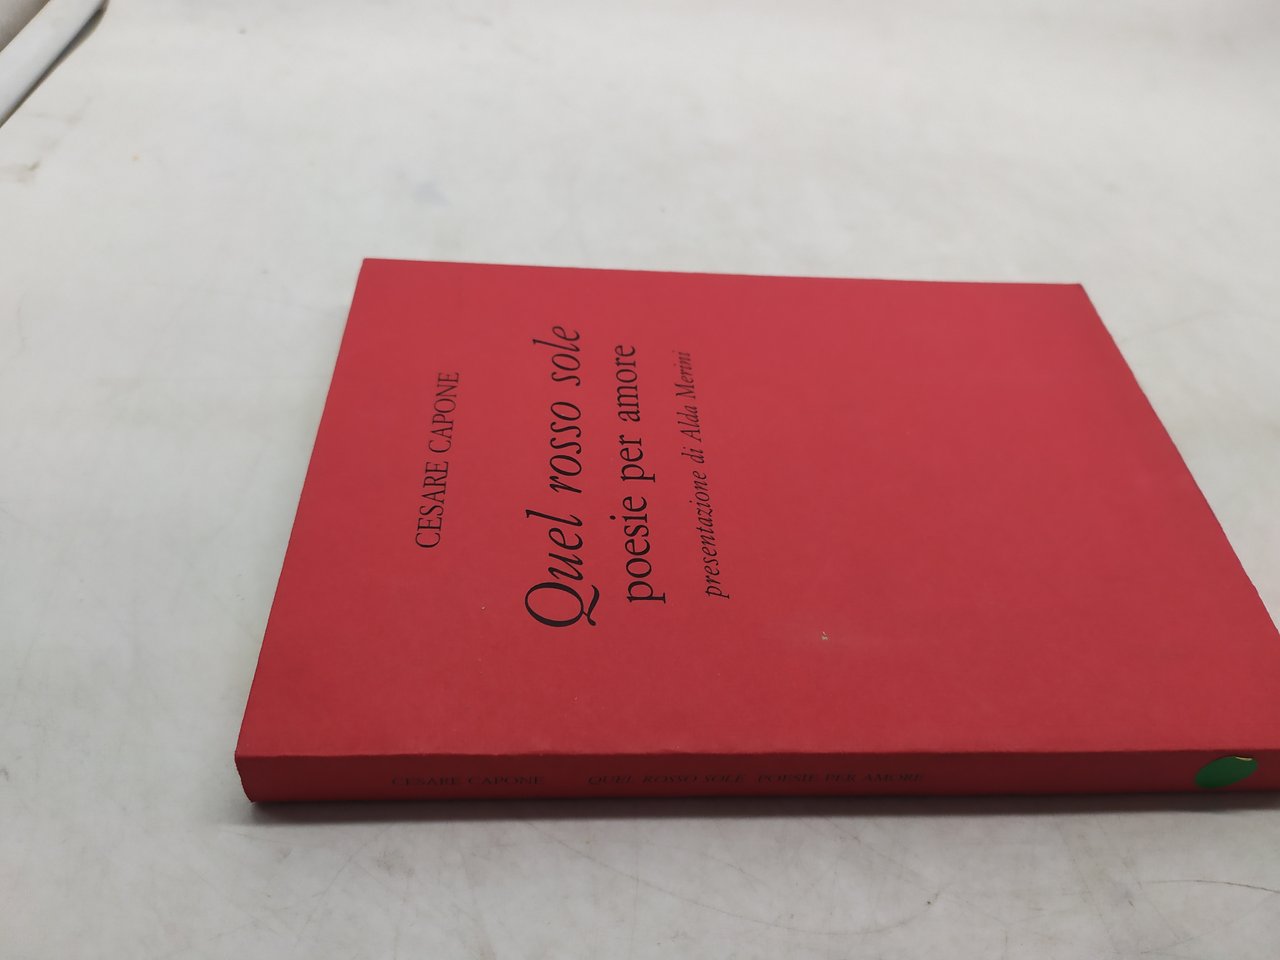 CESARE CAPONE
Quel rosso sole
poesie per amore
presentazione di Alda Merini
CESARE CAPONE QUEL ROSSO SOLE POESIE PER AMORE